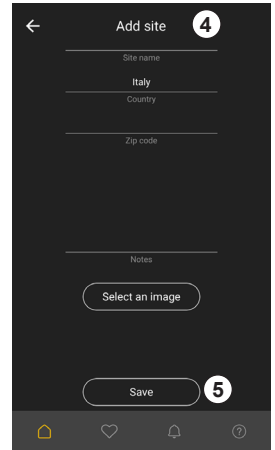 Add site
4
Site name
Italy
Country
Zip code
Notes
Select an image
Save
5
?